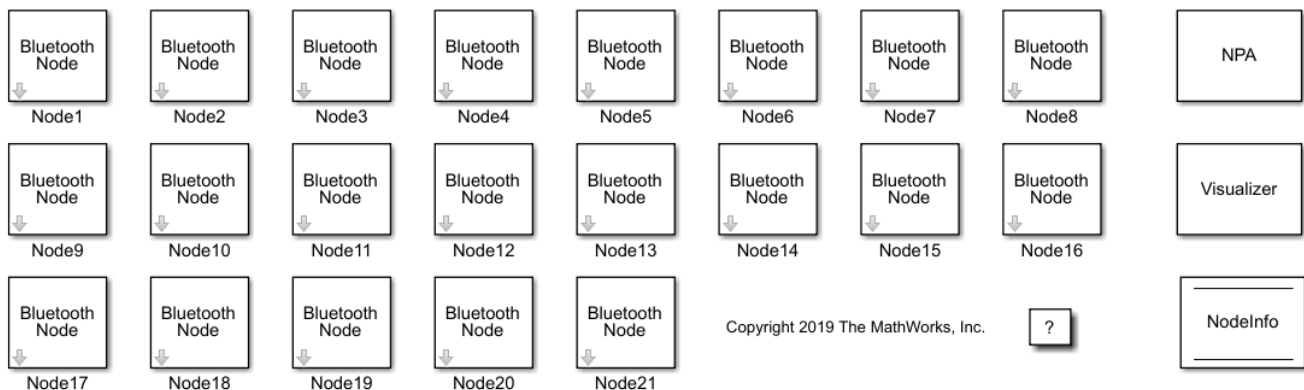 Bluetooth Bluetooth Bluetooth Bluetooth Bluetooth Bluetooth Bluetooth Bluetooth
Node Node Node Node Node Node Node Node NPA
Node1 Node2 Node3 Node4 Node5 Node6 Node7 Node8
Bluetooth Bluetooth Bluetooth Bluetooth Bluetooth Bluetooth Bluetooth Bluetooth
Node Node Node Node Node Node Node Node Visualizer
Node9 Node10 Node11 Node12 Node13 Node14 Node15 Node16
Bluetooth Bluetooth Bluetooth Bluetooth Bluetooth
Node Node Node Node Node Copyright 2019 The MathWorks, Inc. ? NodeInfo
Node17 Node18 Node19 Node20 Node21